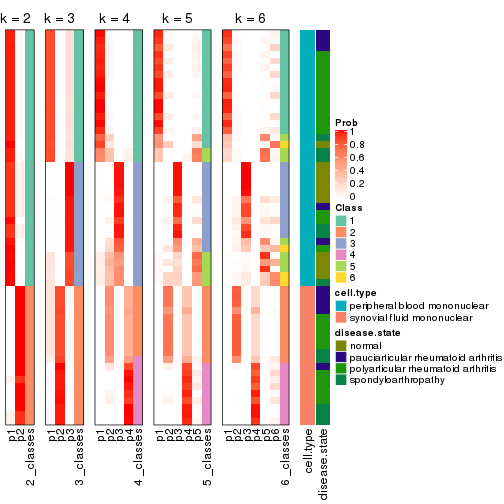 k = 2 k = 3 k = 4 k = 5 k = 6
Prob
1
0.8
0.6
0.4
0.2
0
Class
1
2
3
4
5
6
cell.type
peripheral blood mononuclear
synovial fluid mononuclear
disease.state
normal
pauciarticular rheumatoid arthritis
polyarticular rheumatoid arthritis
spondyloarthropathy
p1
p2
2_classes
p1
p2
p3
3_classes
p1
p2
p3
p4
4_classes
p1
p2
p3
p4
p5
5_classes
p1
p2
p3
p4
p5
p6
6_classes
cell.type
disease.state